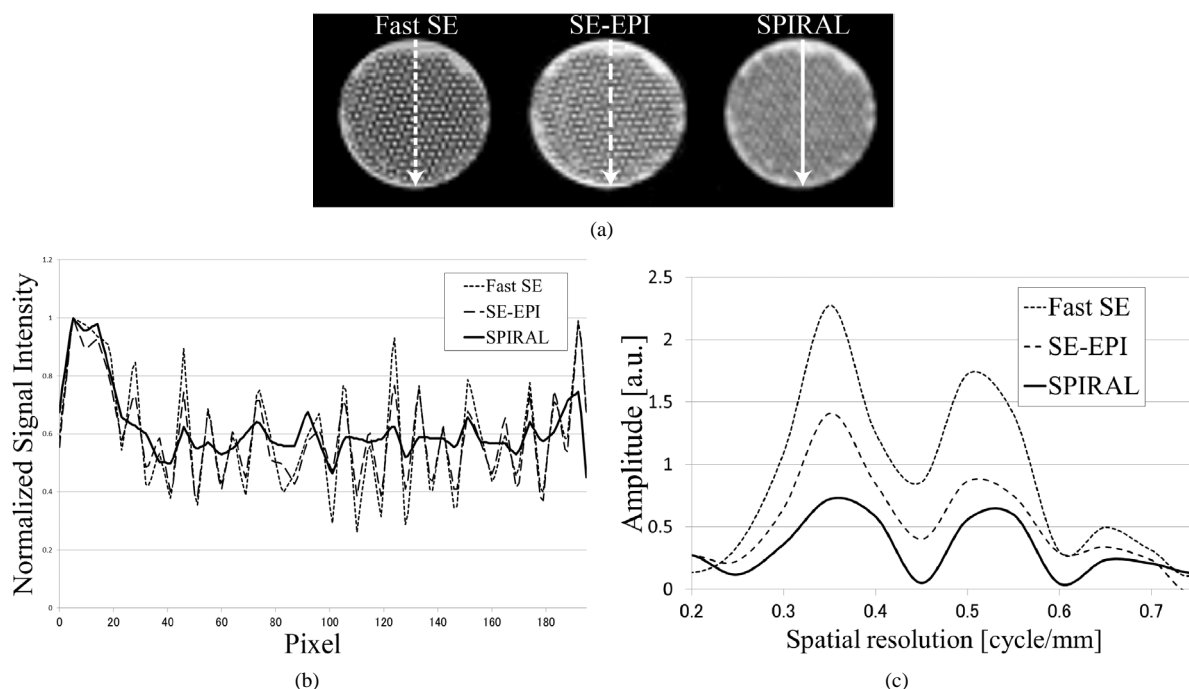 Fast SE SE-EPI SPIRAL
(a)
Normalized Signal Intensity
1.2
1
0.8
0.6
0.4
0.2
0
0 20 40 60 80 100 120 140 160 180
Pixel
Fast SE
SE-EPI
SPIRAL
(b)
Amplitude [a.u.]
2.5
2
1.5
1
0.5
0
0.2 0.3 0.4 0.5 0.6 0.7
Spatial resolution [cycle/mm]
Fast SE
SE-EPI
SPIRAL
(c)